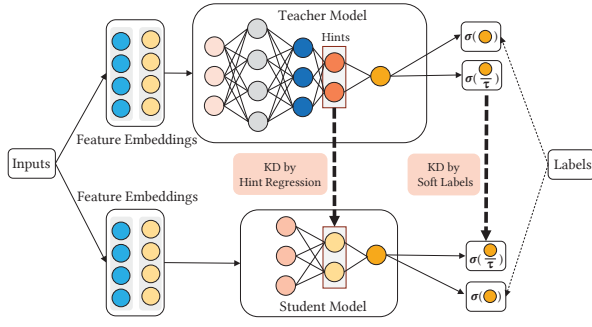 Teacher Model
Hints
σ( )
σ( τ )
Feature Embeddings
Inputs
KD by
Hint Regression
KD by
Soft Labels
Labels
Feature Embeddings
σ( τ )
σ( )
Student Model